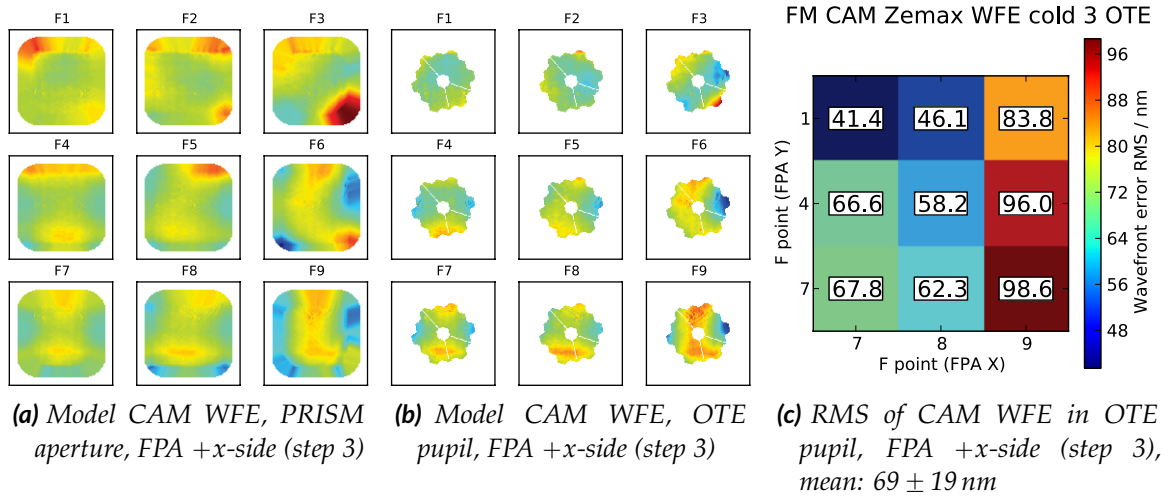 F1 F2 F3
F4 F5 F6
F7 F8 F9
(a) Model CAM WFE, PRISM
aperture, FPA +x-side (step 3)
F1 F2 F3
F4 F5 F6
F7 F8 F9
(b) Model CAM WFE, OTE
pupil, FPA +x-side (step 3)
FM CAM Zemax WFE cold 3 OTE
1 41.4 46.1 83.8
4 66.6 58.2 96.0
7 67.8 62.3 98.6
7 8 9
F point (FPA X)
F point (FPA Y)
96
88
80
72
64
56
48
Wavefront error RMS / nm
(c) RMS of CAM WFE in OTE
pupil, FPA +x-side (step 3),
mean: 69 ± 19 nm